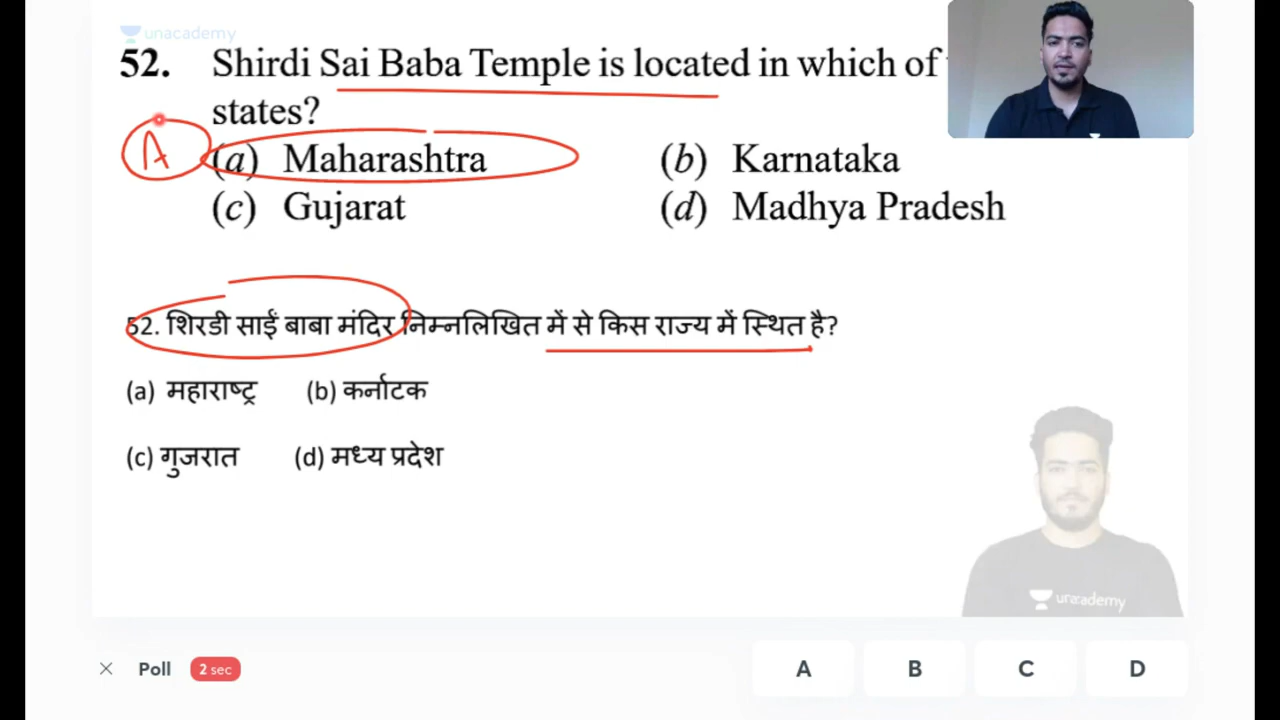 unacademy
52. Shirdi Sai Baba Temple is located in which of
states?
A
(a) Maharashtra (b) Karnataka
(c) Gujarat (d) Madhya Pradesh
52. शिरडी साईं बाबा मंदिर निम्नलिखित में से किस राज्य में स्थित है?
(a) महाराष्ट्र (b) कर्नाटक
(c) गुजरात (d) मध्य प्रदेश
unacademy
Poll 2 sec A B C D